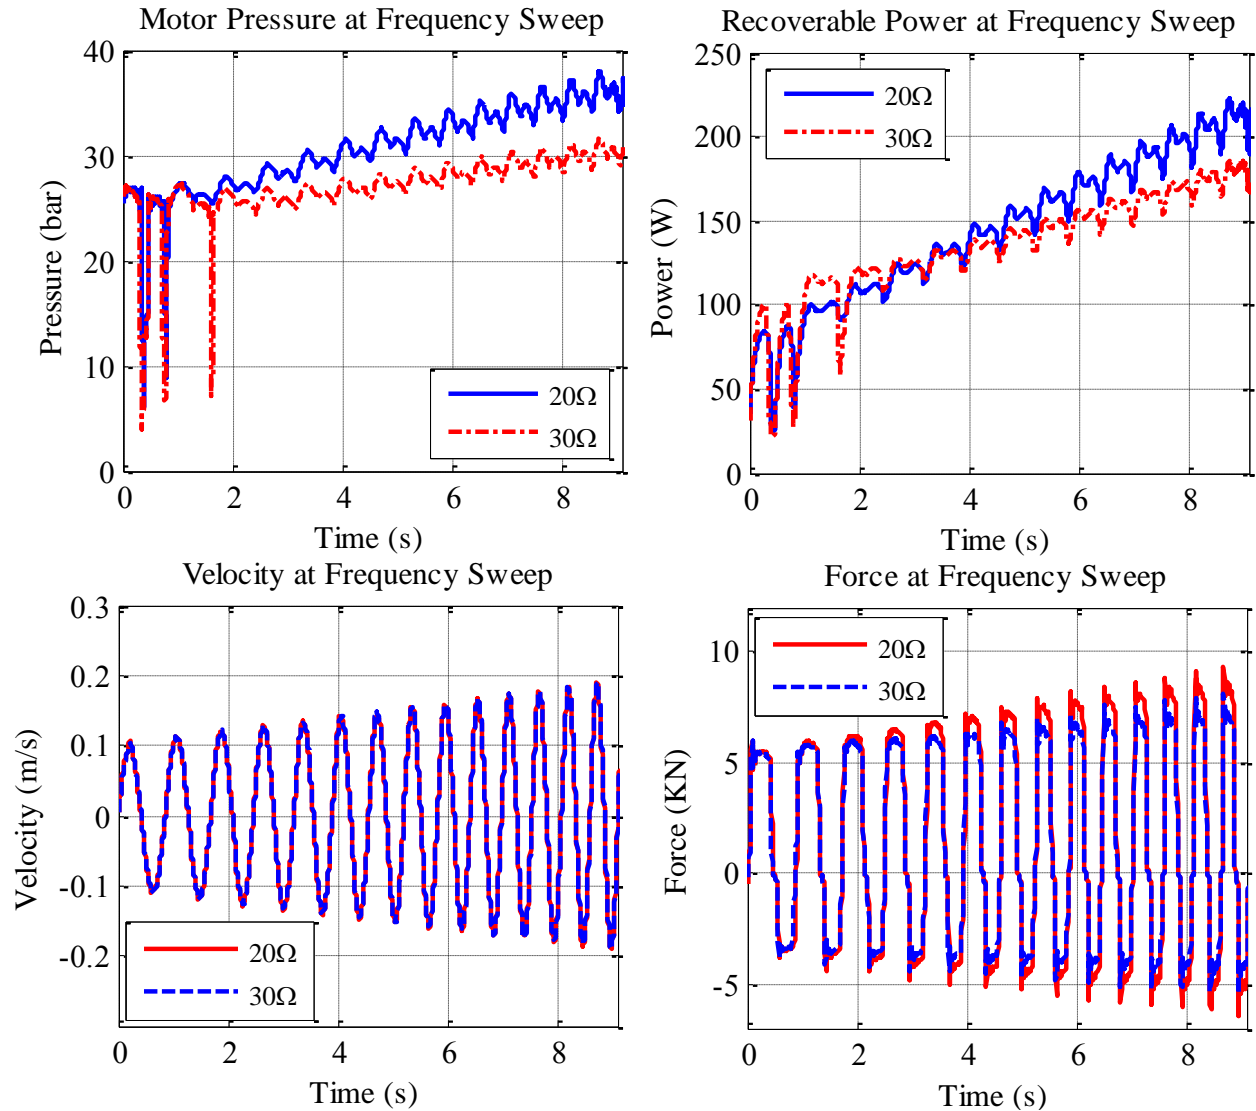 Motor Pressure at Frequency Sweep
40
30
20
10
0
Pressure (bar)
20Ω
30Ω
0 2 4 6 8
Time (s)
Recoverable Power at Frequency Sweep
250
200
150
100
50
0
Power (W)
20Ω
30Ω
0 2 4 6 8
Time (s)
Velocity at Frequency Sweep
0.3
0.2
0.1
0
-0.1
-0.2
Velocity (m/s)
20Ω
30Ω
0 2 4 6 8
Time (s)
Force at Frequency Sweep
10
5
0
-5
Force (KN)
20Ω
30Ω
0 2 4 6 8
Time (s)